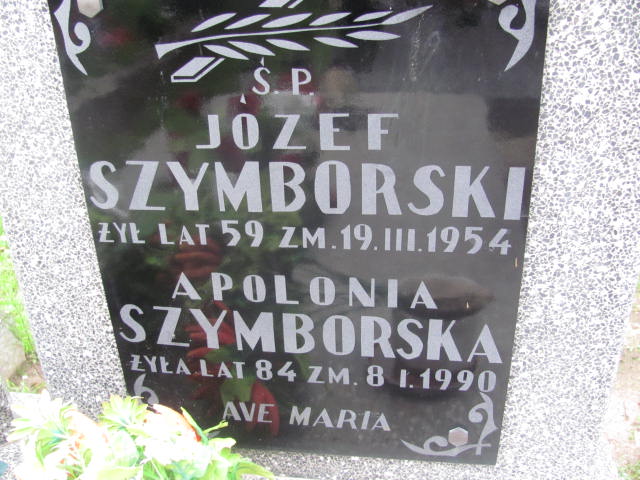 Ś. P.
JÓZEF
SZYMBORSKI
ŻYŁ LAT 59 ZM. 19.III.1954
APOLONIA
SZYMBORSKA
ŻYŁA LAT 84 ZM. 8 I. 1990
AVE MARIA